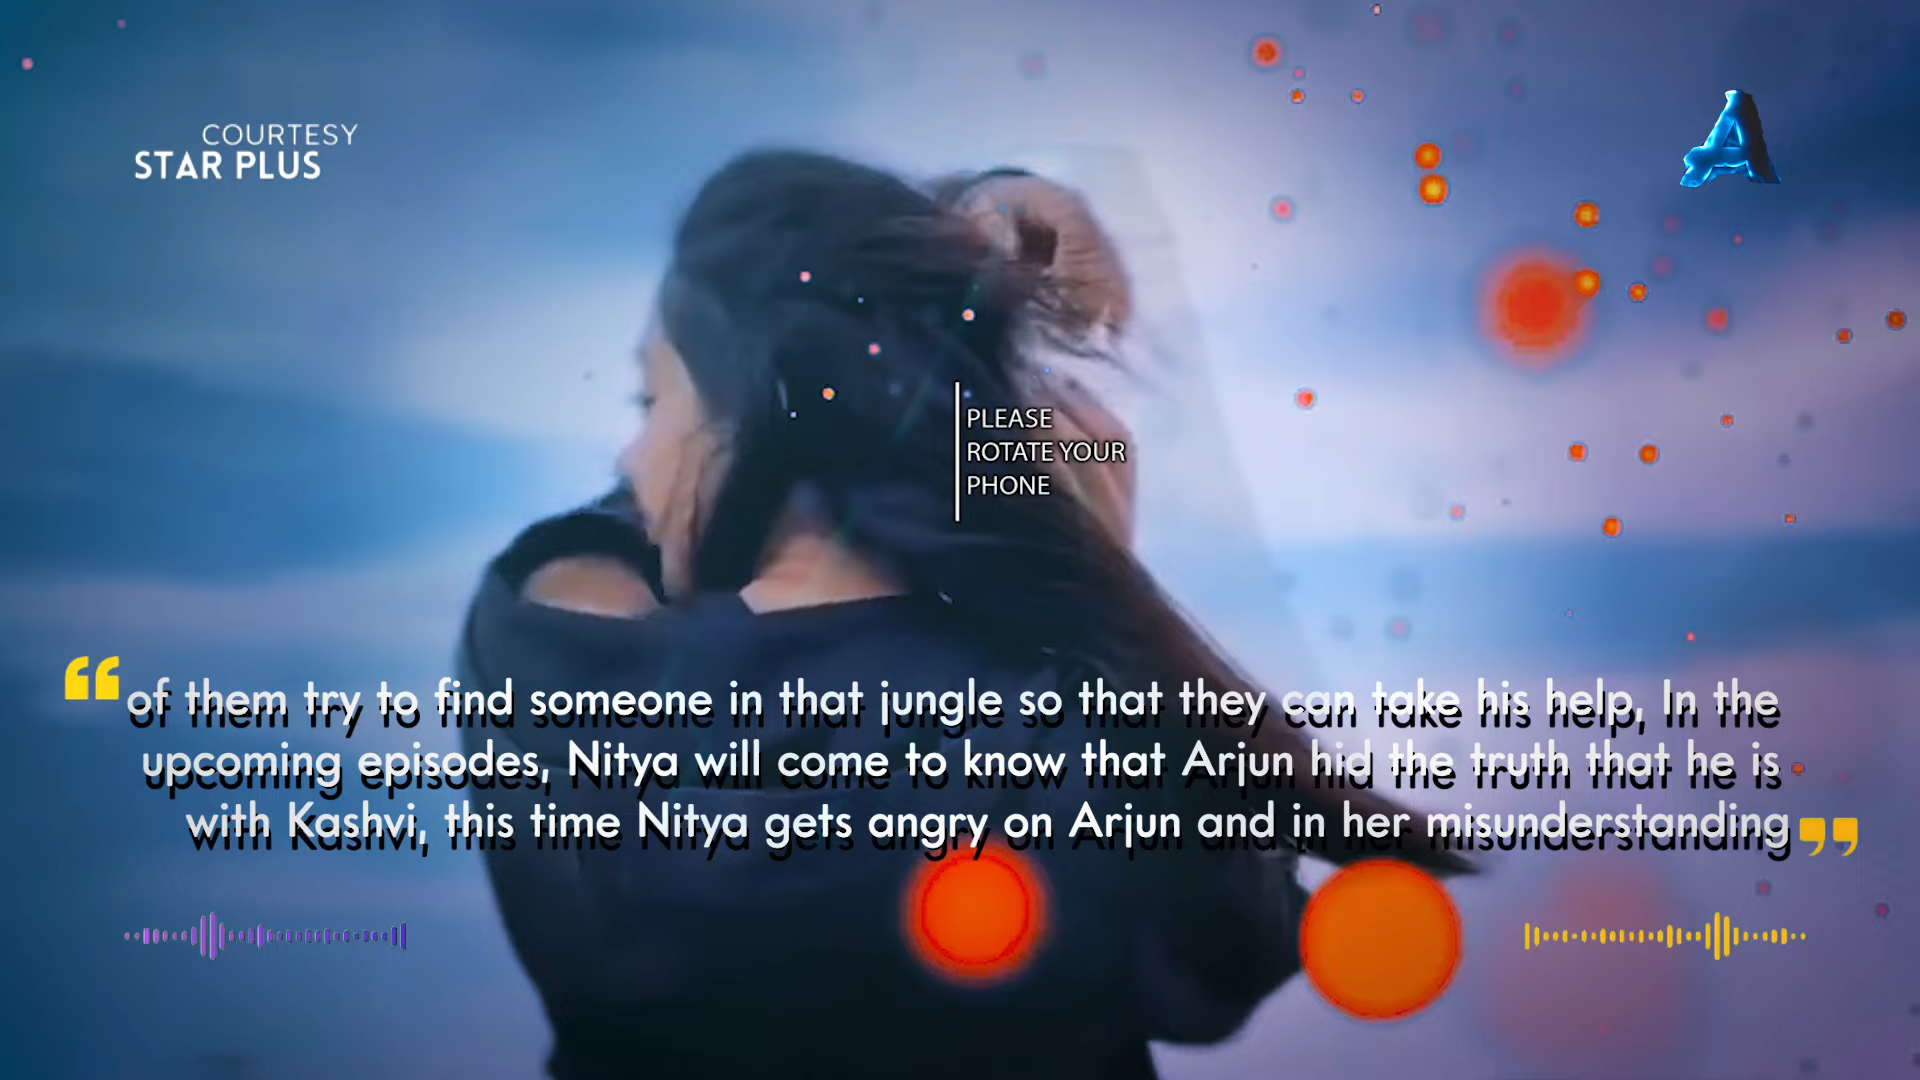 COURTESY
STAR PLUS
A
PLEASE
ROTATE YOUR
PHONE
“of them try to find someone in that jungle so that they can take his help, In the
upcoming episodes, Nitya will come to know that Arjun hid the truth that he is
with Kashvi, this time Nitya gets angry on Arjun and in her misunderstanding”